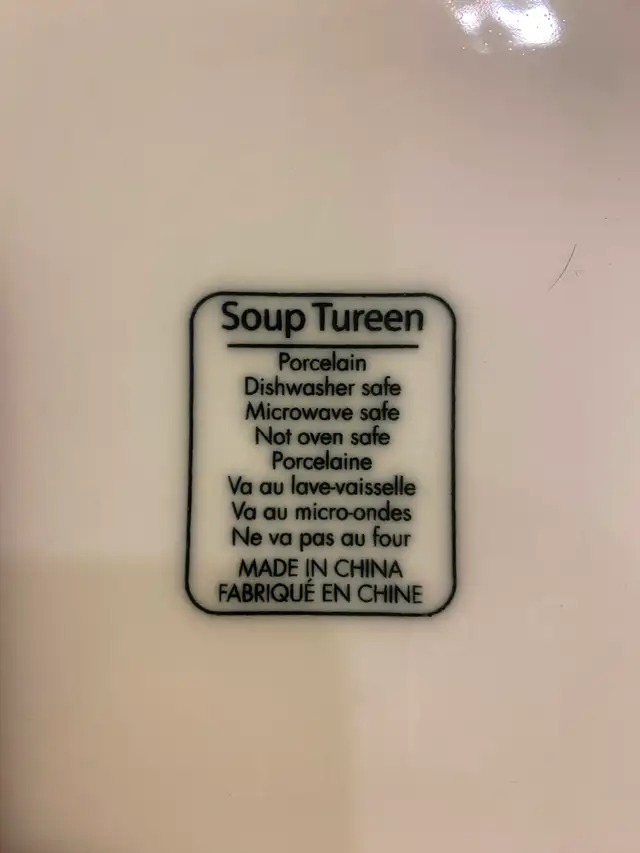 Soup Tureen
Porcelain
Dishwasher safe
Microwave safe
Not oven safe
Porcelaine
Va au lave-vaisselle
Va au micro-ondes
Ne va pas au four
MADE IN CHINA
FABRIQUÉ EN CHINE